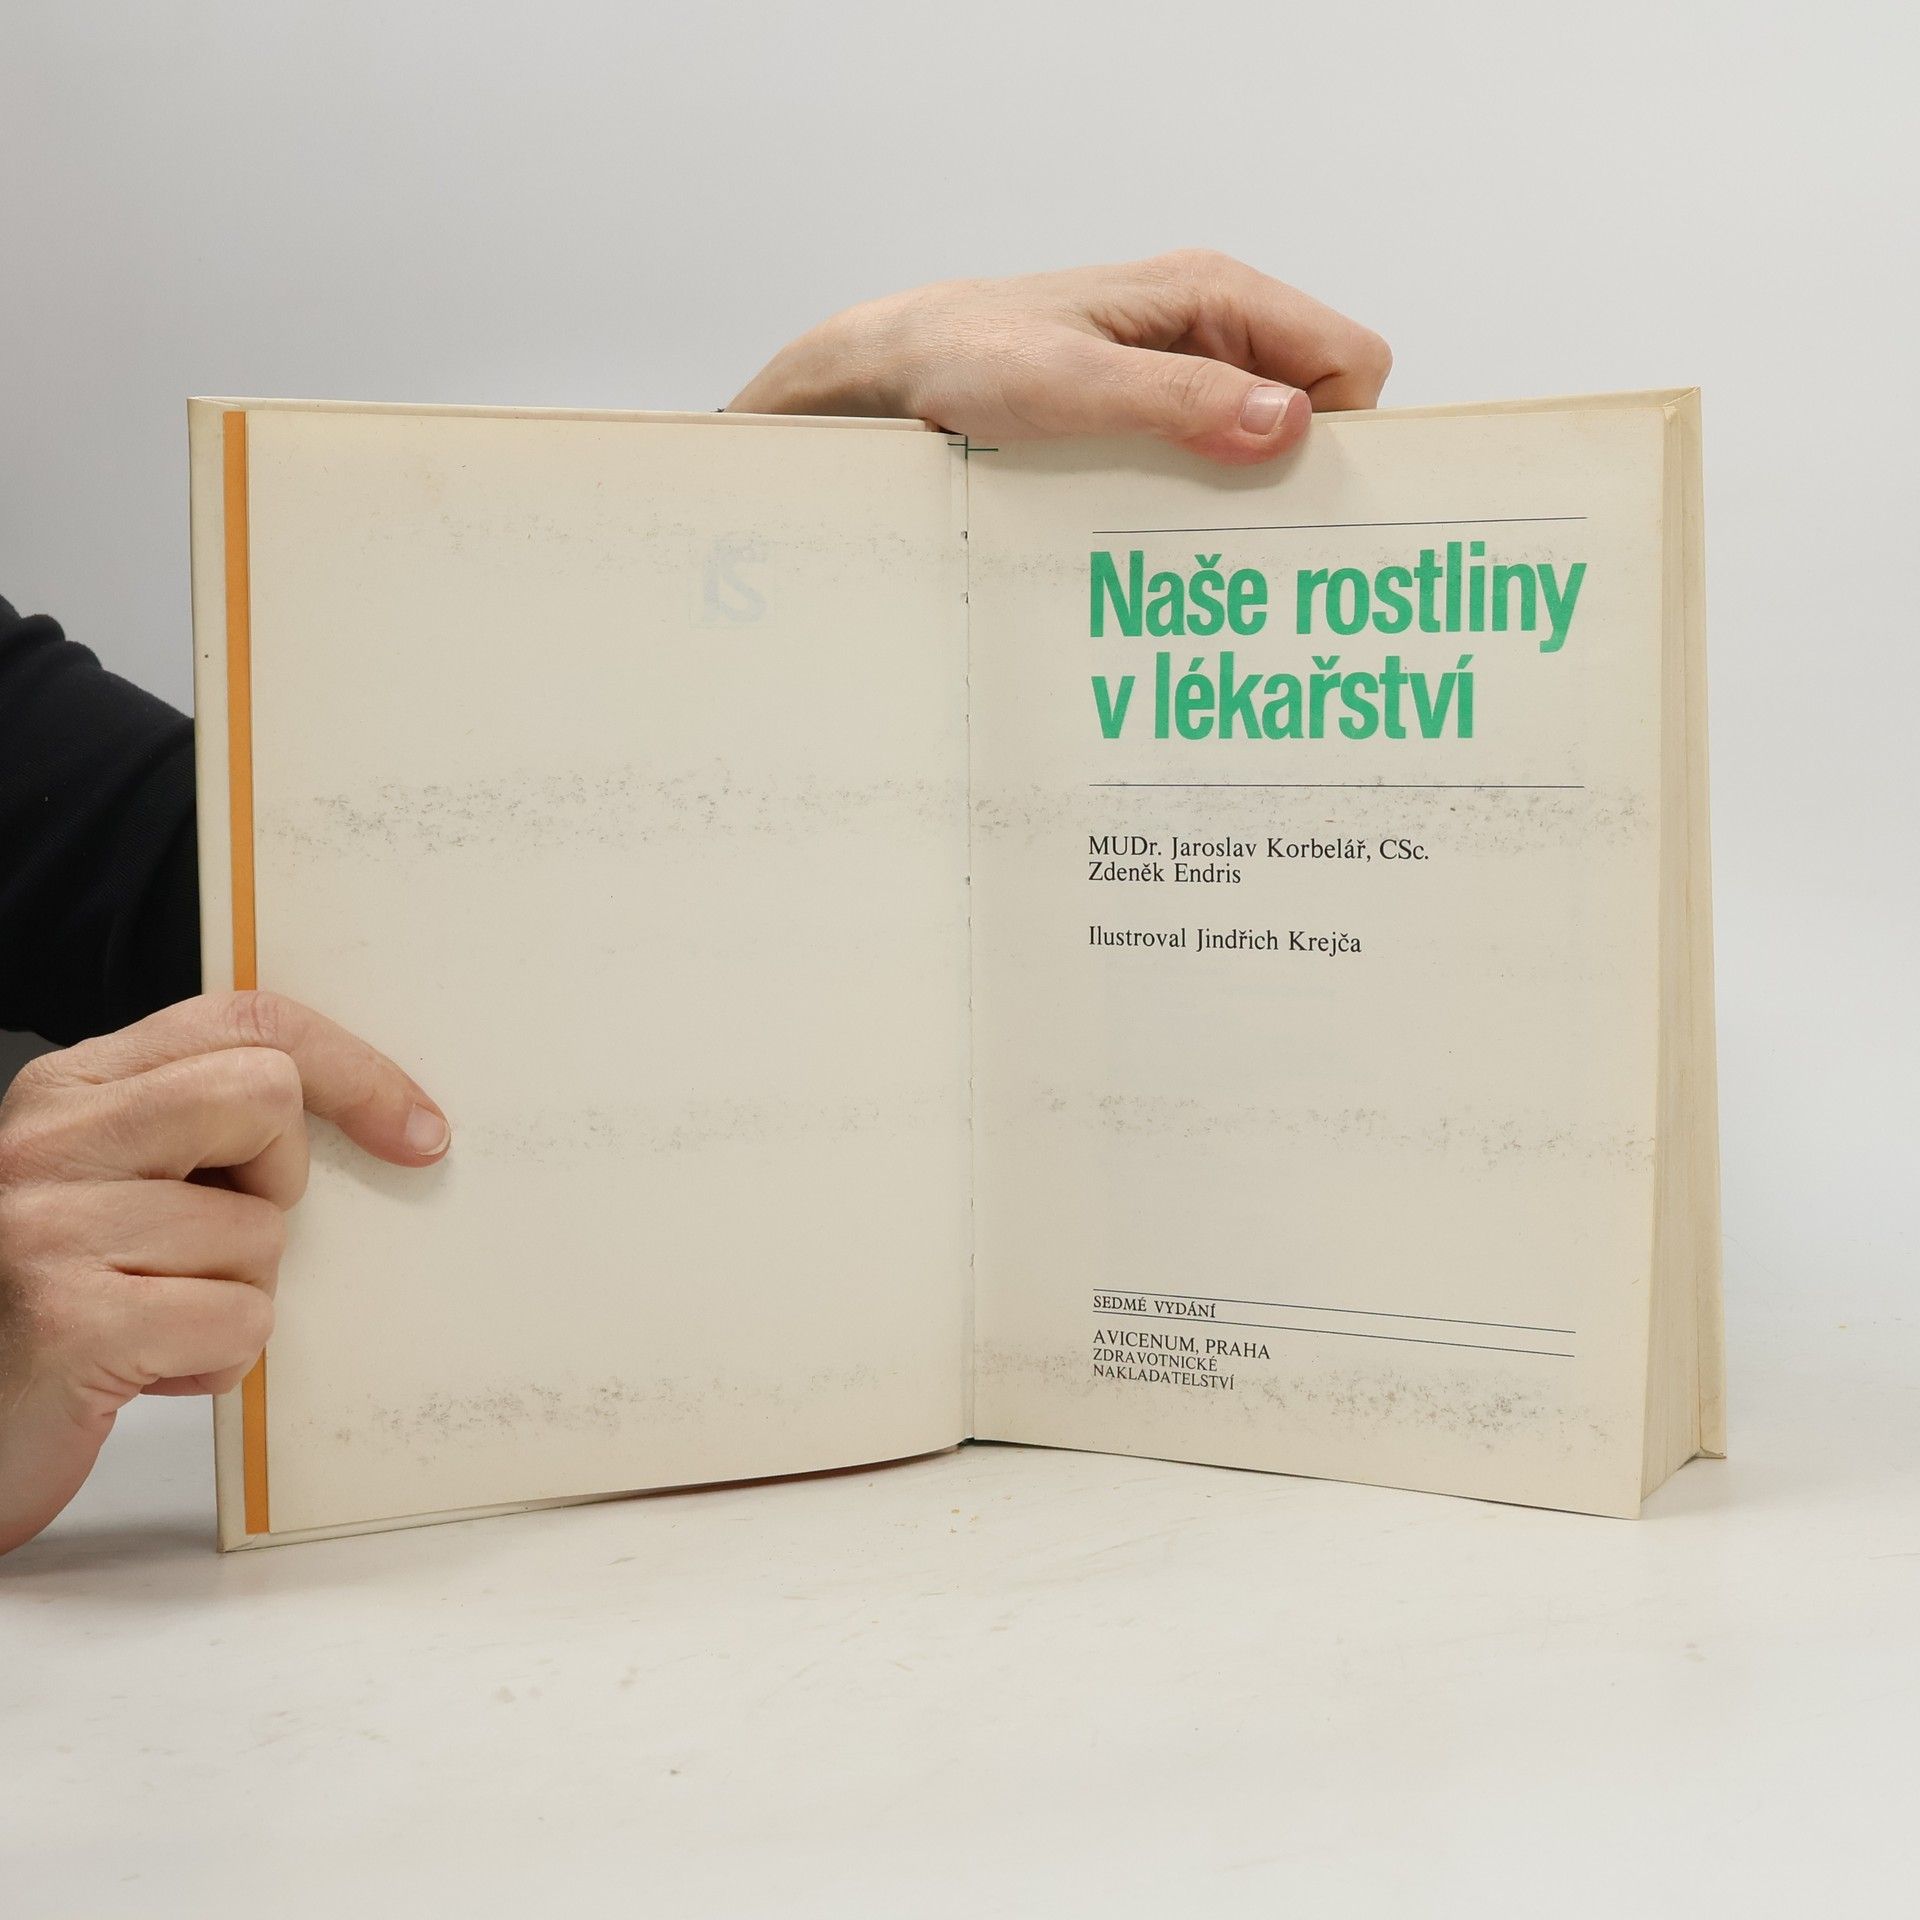 Naše rostliny
v lékařství
MUDr. Jaroslav Korbelář, CSc.
Zdeněk Endris
Ilustroval Jindřich Krejča
SEDMÉ VYDÁNÍ
AVICENUM, PRAHA
ZDRAVOTNICKÉ
NAKLADATELSTVÍ